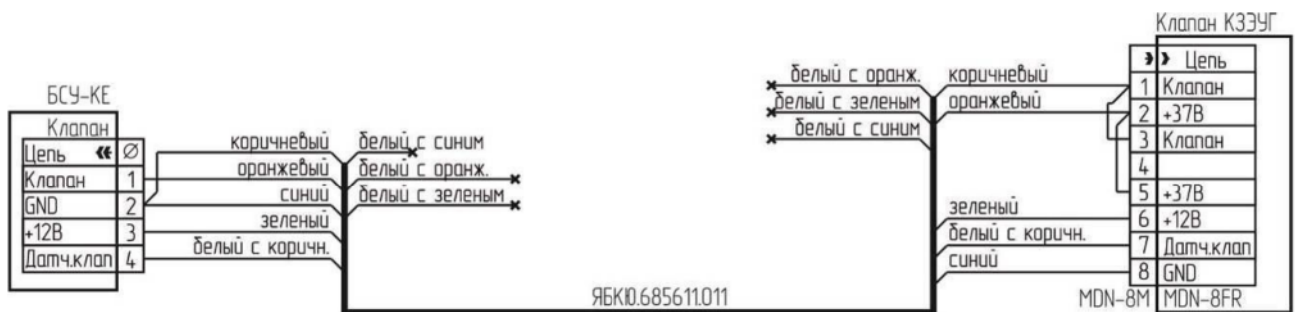 БСУ-КЕ
Клапан
Цепь
Клапан 1
GND 2
+12В 3
Датч.клап 4
коричневый
оранжевый
синий
зеленый
белый с коричн.
белый с синим
белый с оранж.
белый с зеленым
ЯБКЮ.685611.011
белый с оранж.
белый с зеленым
белый с синим
коричневый
оранжевый
зеленый
белый с коричн.
синий
Клапан КЗЭУГ
Цепь
1 Клапан
2 +37В
3 Клапан
4
5 +37В
6 +12В
7 Датч.клап
8 GND
MDN-8M MDN-8FR